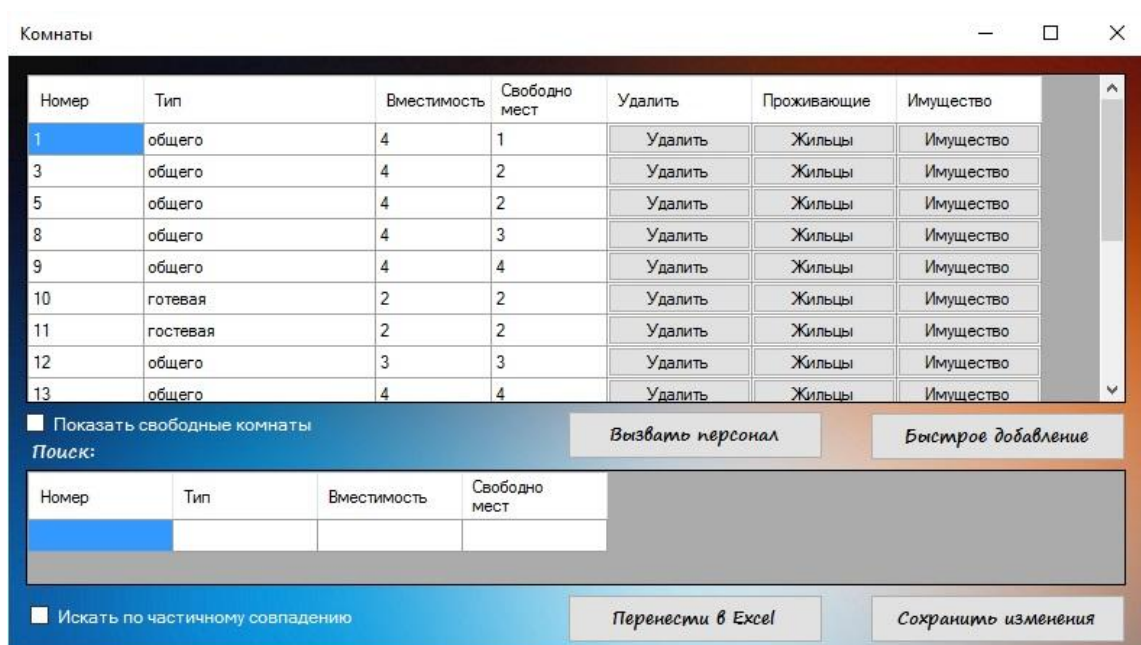 Комнаты
Номер Тип Вместимость Свободно мест Удалить Проживающие Имущество
1 общего 4 1 Удалить Жильцы Имущество
3 общего 4 2 Удалить Жильцы Имущество
5 общего 4 2 Удалить Жильцы Имущество
8 общего 4 3 Удалить Жильцы Имущество
9 общего 4 4 Удалить Жильцы Имущество
10 готевая 2 2 Удалить Жильцы Имущество
11 гостевая 2 2 Удалить Жильцы Имущество
12 общего 3 3 Удалить Жильцы Имущество
13 общего 4 4 Удалить Жильцы Имущество
Показать свободные комнаты Вызвать персонал Быстрое добавление
Поиск:
Номер Тип Вместимость Свободно мест
Искать по частичному совпадению Перенести в Excel Сохранить изменения